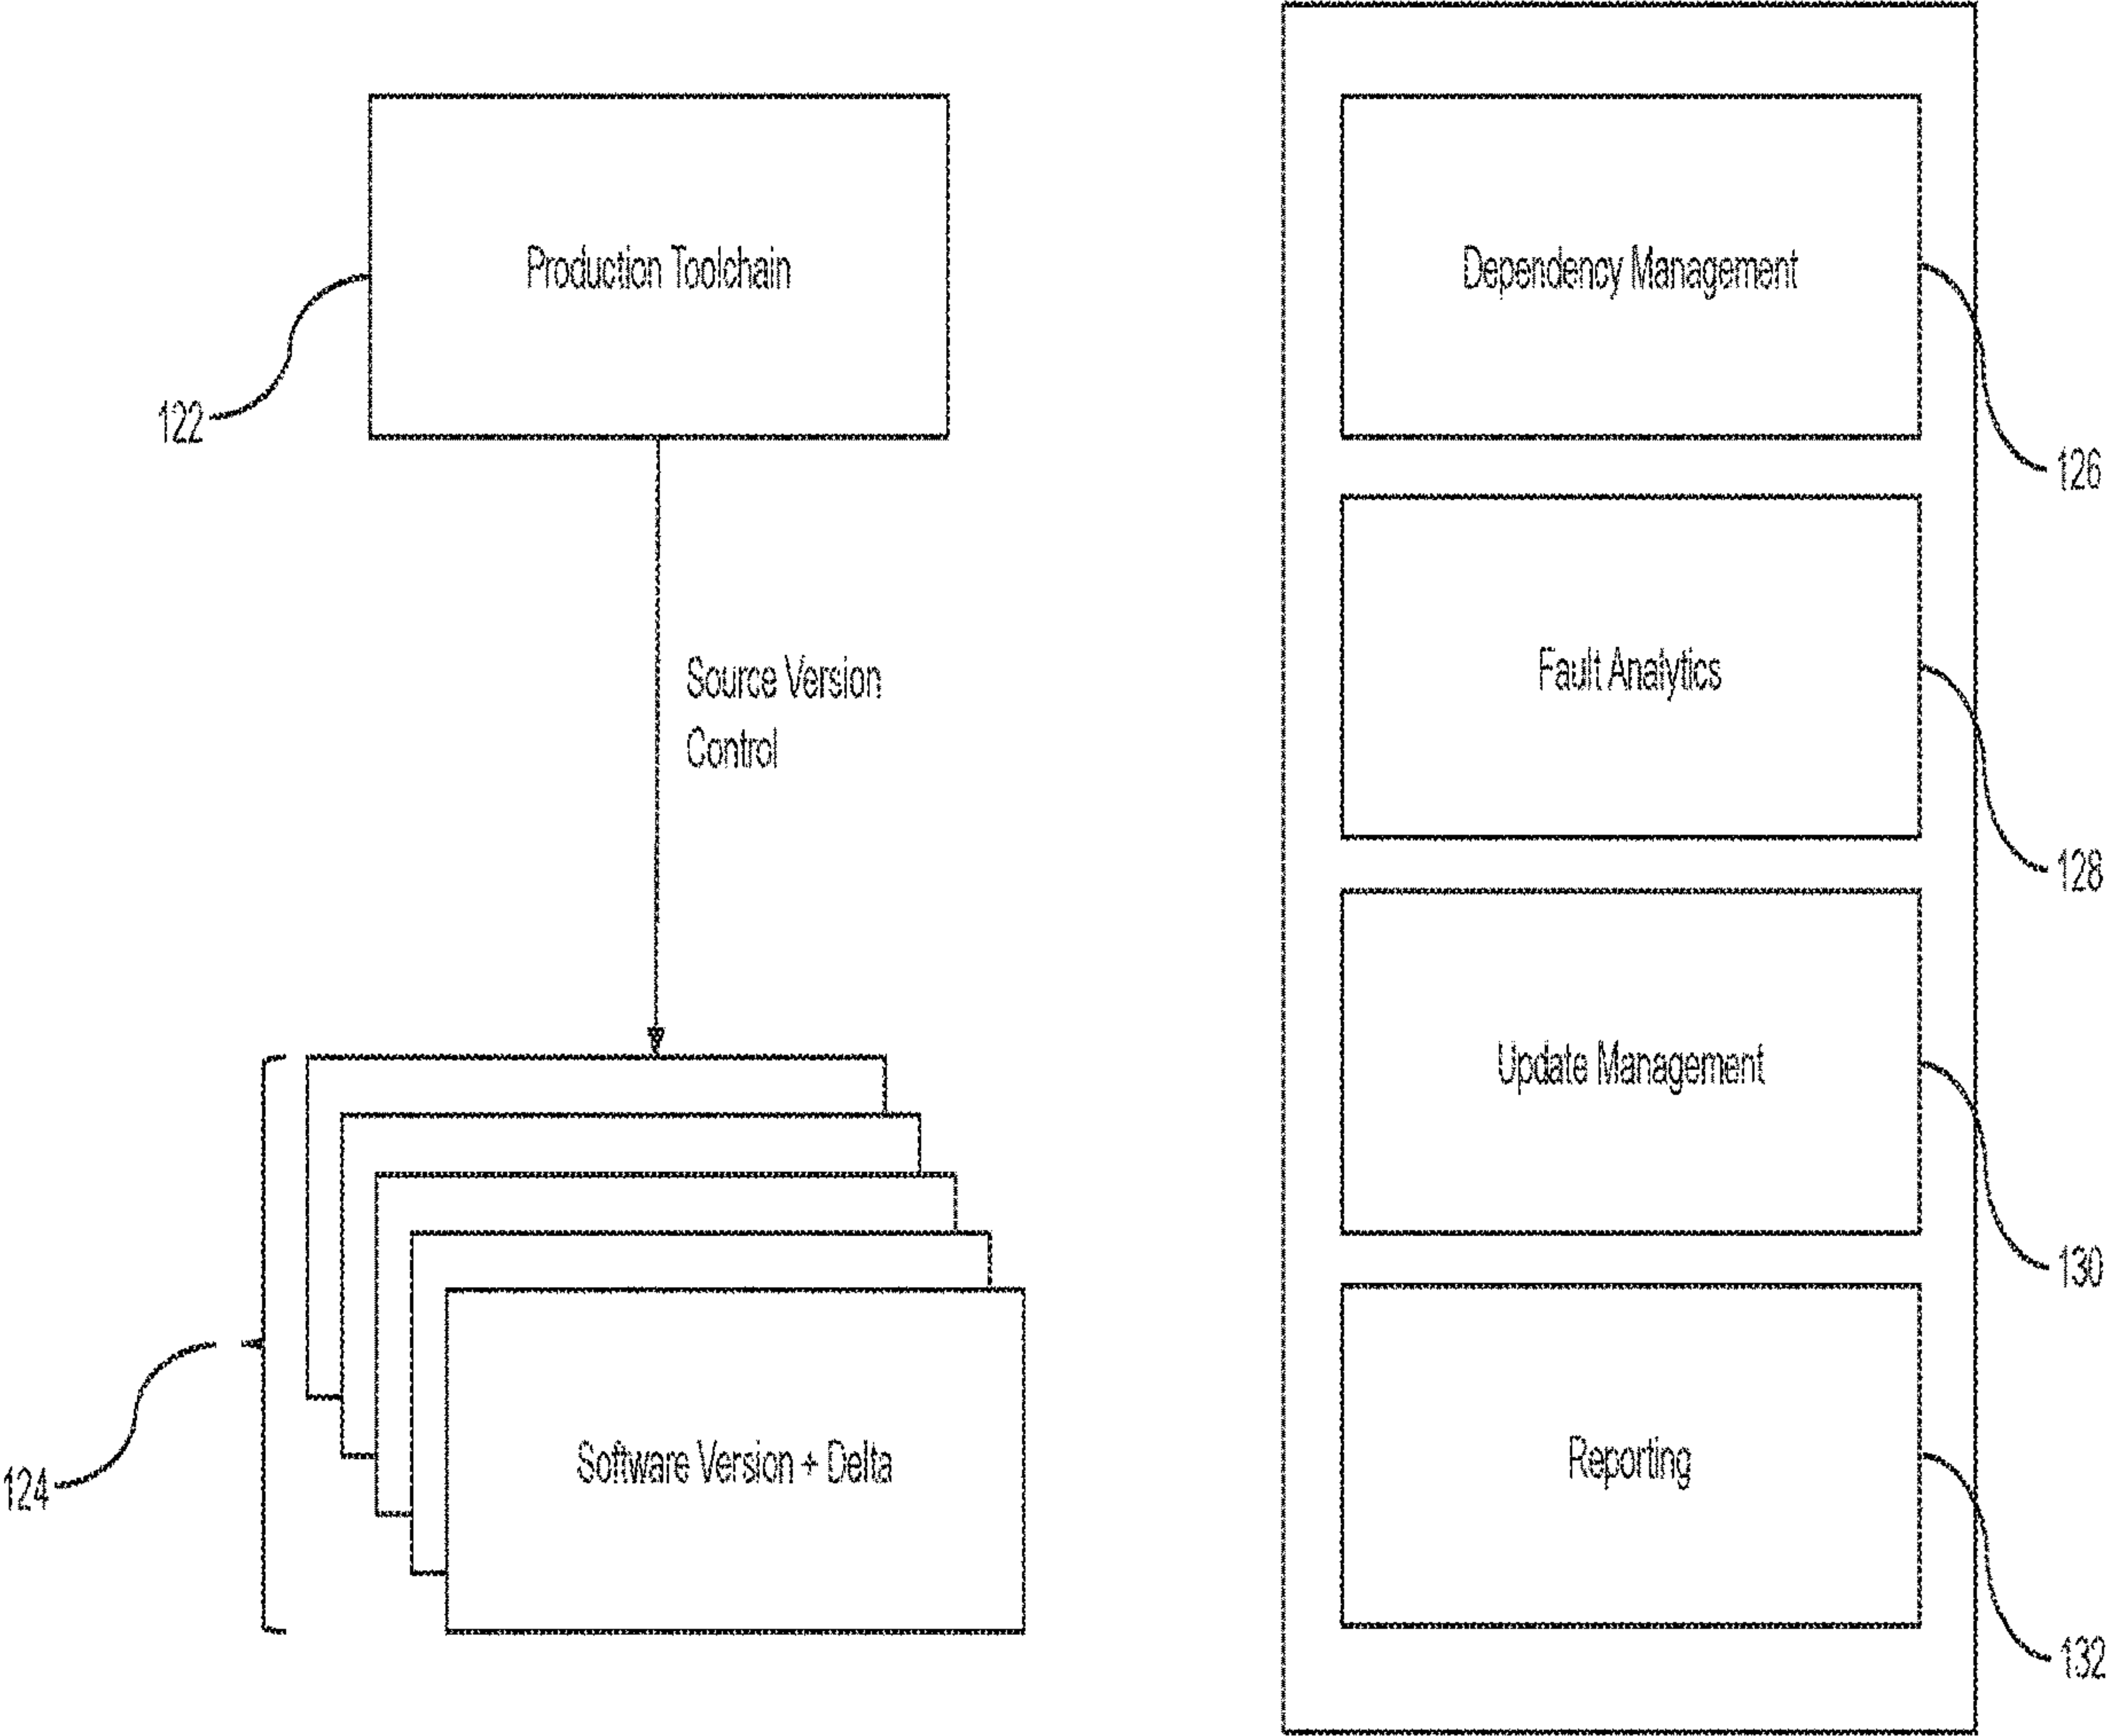 Production Toolchain
122
Source Version
Control
Software Version + Delta
124
Dependency Management
126
Fault Analytics
128
Update Management
130
Reporting
132